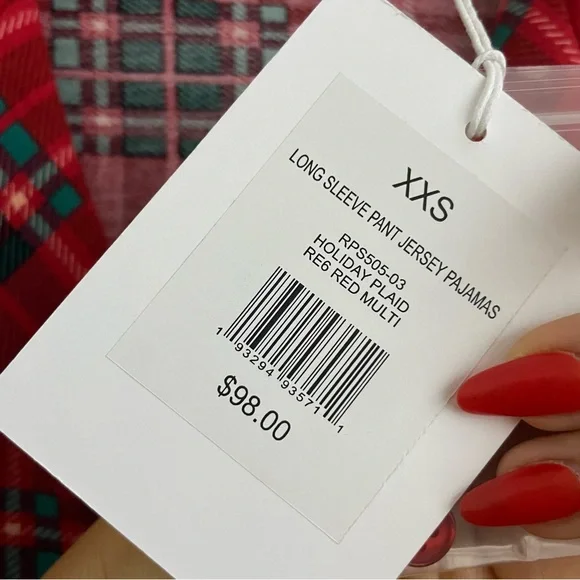 XXS
LONG SLEEVE PANT JERSEY PAJAMAS
RPS505-03
HOLIDAY PLAID
RE6 RED MULTI
1 93294 93571 1
$98.00